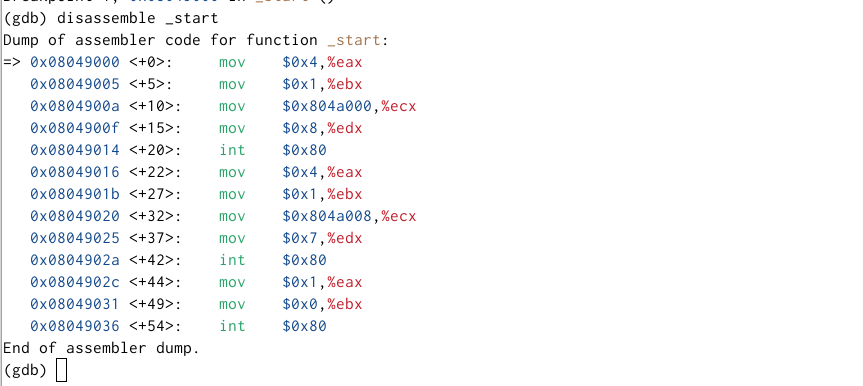 (gdb) disassemble _start
Dump of assembler code for function _start:
=> 0x08049000 <+0>:     mov    $0x4,%eax
   0x08049005 <+5>:     mov    $0x1,%ebx
   0x0804900a <+10>:    mov    $0x804a000,%ecx
   0x0804900f <+15>:    mov    $0x8,%edx
   0x08049014 <+20>:    int    $0x80
   0x08049016 <+22>:    mov    $0x4,%eax
   0x0804901b <+27>:    mov    $0x1,%ebx
   0x08049020 <+32>:    mov    $0x804a008,%ecx
   0x08049025 <+37>:    mov    $0x7,%edx
   0x0804902a <+42>:    int    $0x80
   0x0804902c <+44>:    mov    $0x1,%eax
   0x08049031 <+49>:    mov    $0x0,%ebx
   0x08049036 <+54>:    int    $0x80
End of assembler dump.
(gdb)